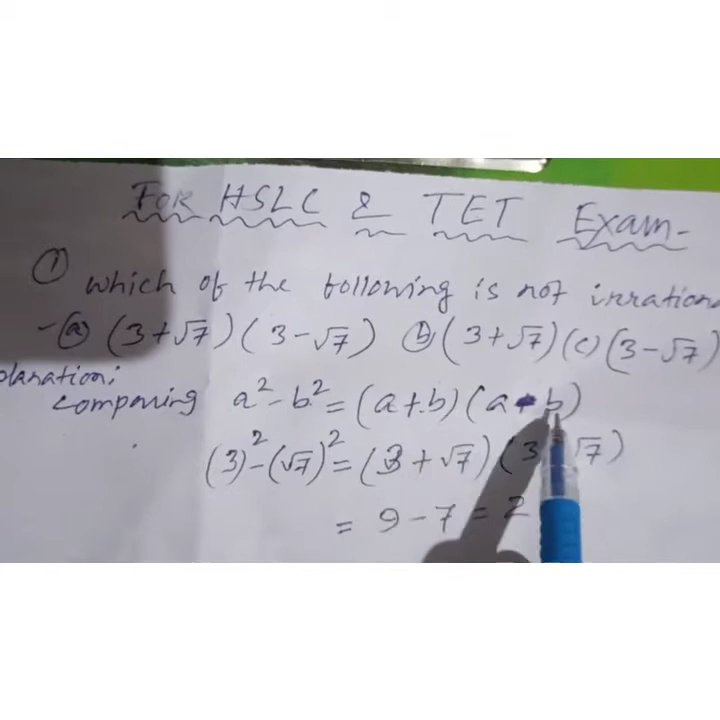 FOR HSLC & TET Exam-
① which of the following is not irrationa
- ⓐ (3+√7)(3-√7) ⓑ (3+√7) (c) (3-√7)
planation:
comparing a²-b² = (a+b)(a-b)
(3)²-(√7)² = (3+√7)(3 √7)
= 9-7 = 2